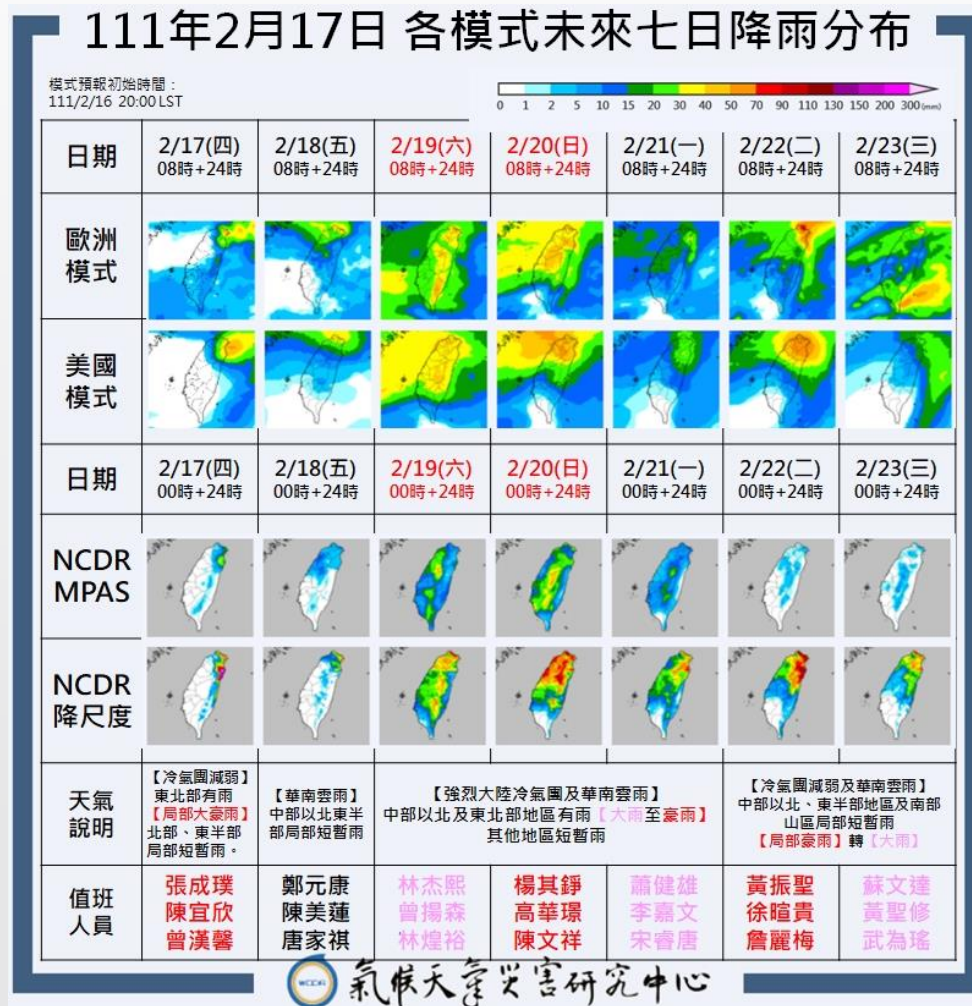 111年2月17日 各模式未來七日降雨分布
模式預報初始時間：
111/2/16 20:00 LST
0 1 2 5 10 15 20 30 40 50 70 90 110 130 150 200 300 (mm)
日期 2/17(四) 2/18(五) 2/19(六) 2/20(日) 2/21(一) 2/22(二) 2/23(三)
08時+24時 08時+24時 08時+24時 08時+24時 08時+24時 08時+24時 08時+24時
歐洲
模式
美國
模式
日期 2/17(四) 2/18(五) 2/19(六) 2/20(日) 2/21(一) 2/22(二) 2/23(三)
00時+24時 00時+24時 00時+24時 00時+24時 00時+24時 00時+24時 00時+24時
NCDR
MPAS
NCDR
降尺度
天氣
說明
【冷氣團減弱】
東北部有雨
【局部大豪雨】
北部、東半部
局部短暫雨。
【華南雲雨】
中部以北東半
部局部短暫雨
【強烈大陸冷氣團及華南雲雨】
中部以北及東北部地區有雨【大雨至豪雨】
其他地區短暫雨
【冷氣團減弱及華南雲雨】
中部以北、東半部地區及南部
山區局部短暫雨
【局部豪雨】轉【大雨】
值班
人員
張成璞 鄭元康 林杰熙 楊其錚 蕭健雄 黃振聖 蘇文達
陳宜欣 陳美蓮 曾揚森 高華璟 李嘉文 徐暄貴 黃聖修
曾漢馨 唐家祺 林煌裕 陳文祥 宋睿唐 詹麗梅 武為瑤
WCDR
氣候天氣災害研究中心